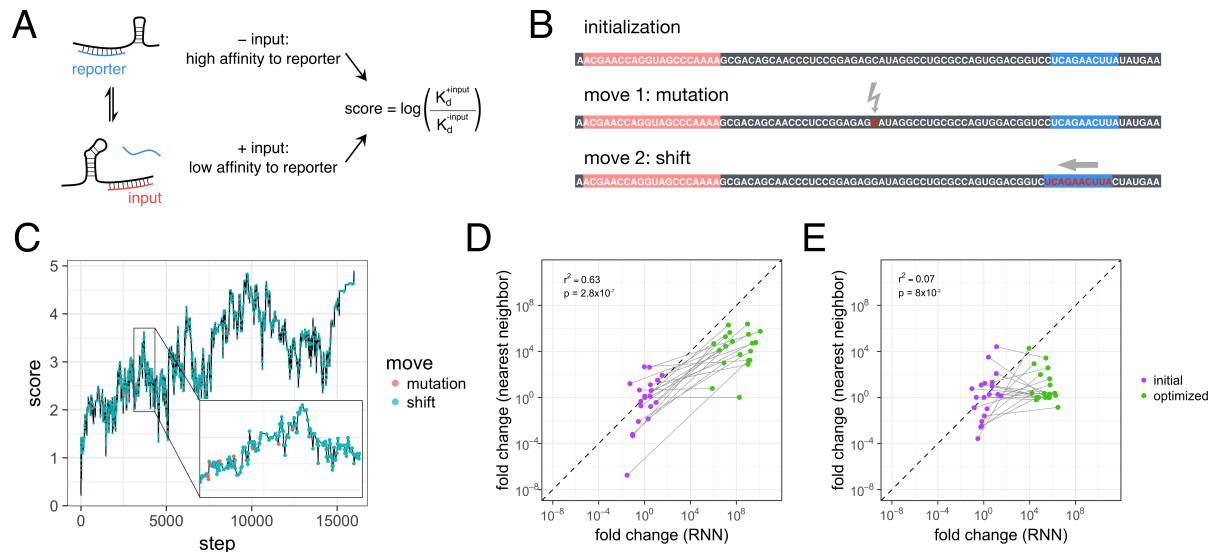 A
reporter
− input:
high affinity to reporter
score = log(K_d^+input / K_d^-input)
+ input:
low affinity to reporter
input
B
initialization
AACGAACCAGGUAGCCCAAAAGCGACAGCAACCCUCCGGAGAGCAUAGGCCUGCGCCAGUGGACGGUCCUCAGAACUUAUAUGAA
move 1: mutation
AACGAACCAGGUAGCCCAAAAGCGACAGCAACCCUCCGGAGAGGAUAGGCCUGCGCCAGUGGACGGUCCUCAGAACUUAUAUGAA
move 2: shift
AACGAACCAGGUAGCCCAAAAGCGACAGCAACCCUCCGGAGAGGAUAGGCCUGCGCCAGUGGACGGUCUCAGAACUUACUAUGAA
C
score
5
4
3
2
1
0
0
5000
10000
15000
step
move
mutation
shift
D
fold change (nearest neighbor)
r² = 0.63
p = 2.8x10⁻⁷
10⁸
10⁴
10⁰
10⁻⁴
10⁻⁸
10⁻⁸
10⁻⁴
10⁰
10⁴
10⁸
fold change (RNN)
E
fold change (nearest neighbor)
r² = 0.07
p = 8x10⁻²
10⁸
10⁴
10⁰
10⁻⁴
10⁻⁸
10⁻⁸
10⁻⁴
10⁰
10⁴
10⁸
fold change (RNN)
initial
optimized